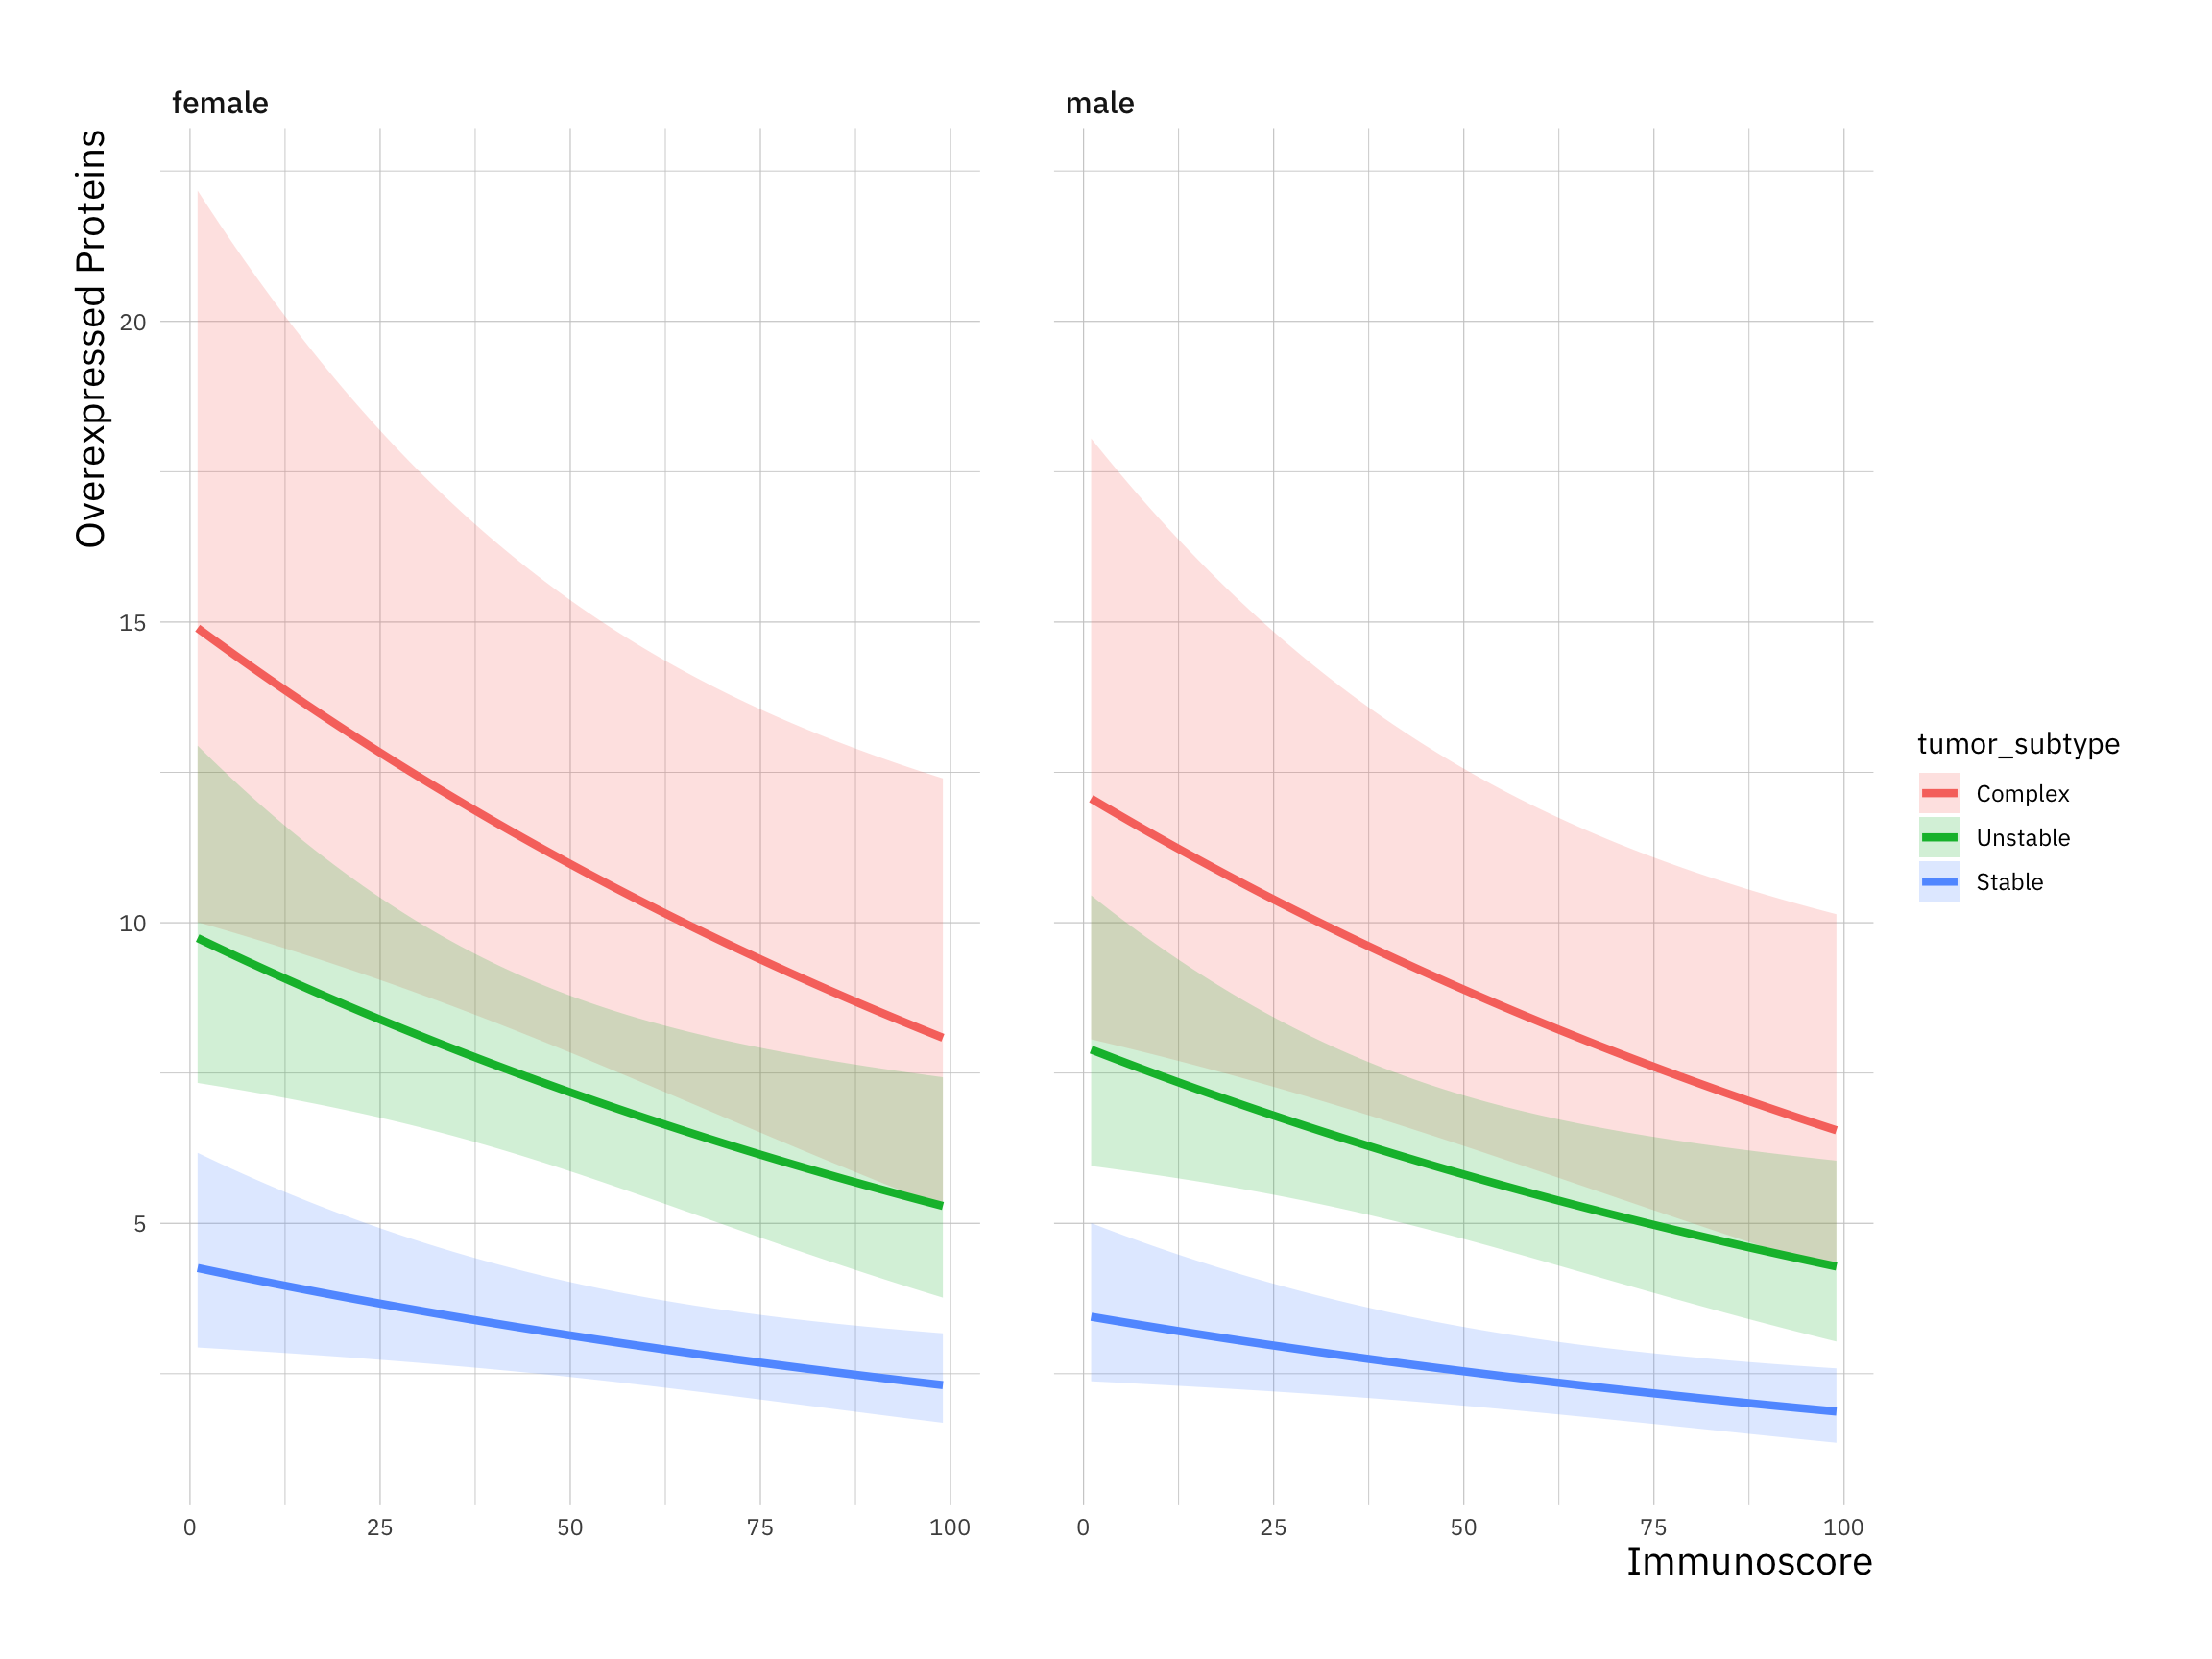 female
male
Overexpressed Proteins
20
15
10
5
0 25 50 75 100
0 25 50 75 100
Immunoscore
tumor_subtype
Complex
Unstable
Stable